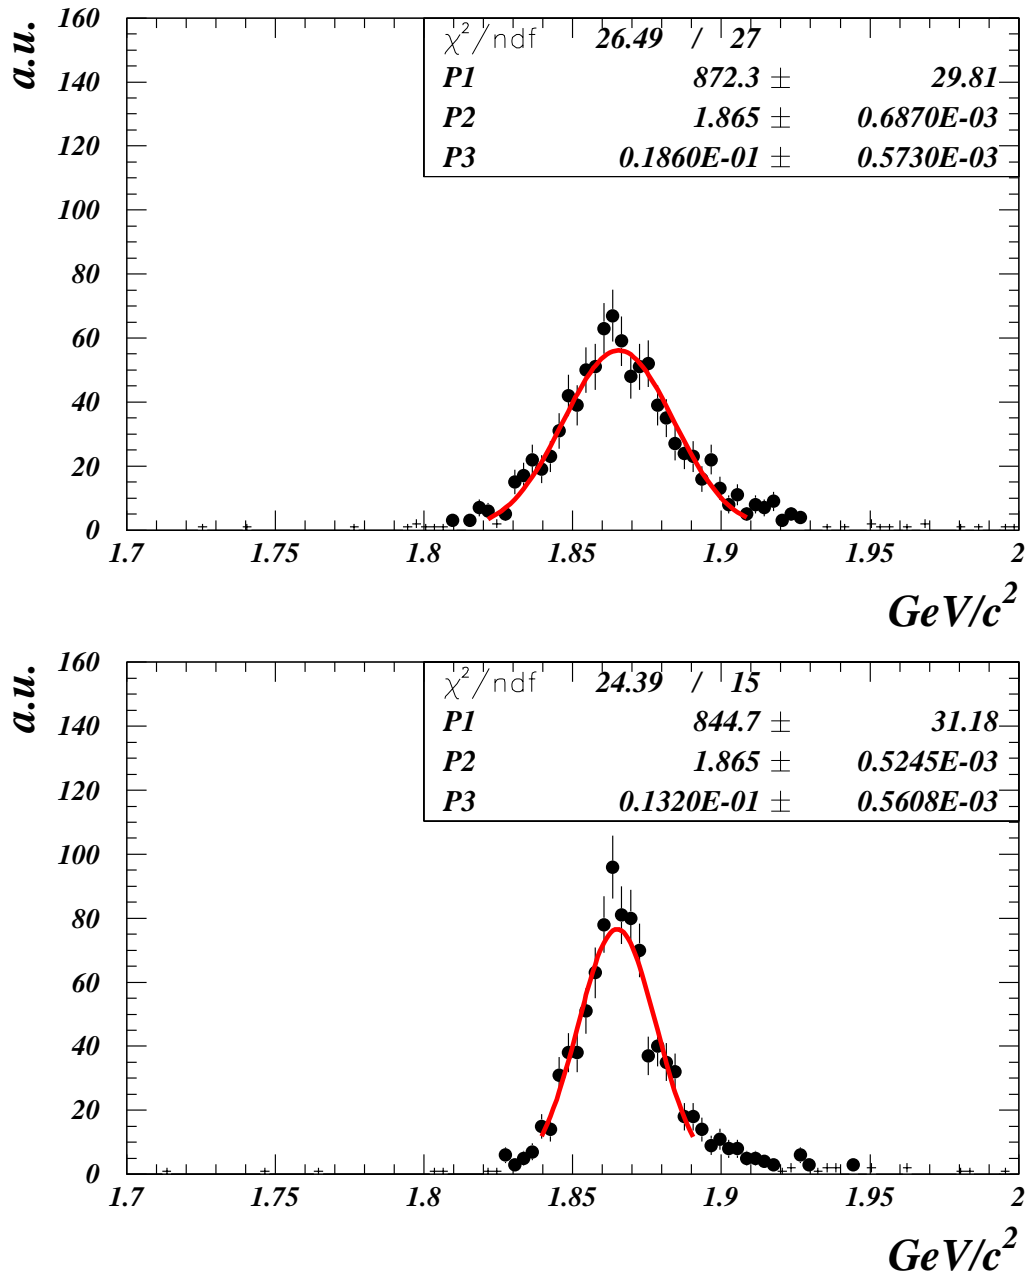 a.u.
160
140
120
100
80
60
40
20
0
χ²/ndf 26.49 / 27
P1 872.3 ± 29.81
P2 1.865 ± 0.6870E-03
P3 0.1860E-01 ± 0.5730E-03
1.7 1.75 1.8 1.85 1.9 1.95 2
GeV/c²
a.u.
160
140
120
100
80
60
40
20
0
χ²/ndf 24.39 / 15
P1 844.7 ± 31.18
P2 1.865 ± 0.5245E-03
P3 0.1320E-01 ± 0.5608E-03
1.7 1.75 1.8 1.85 1.9 1.95 2
GeV/c²